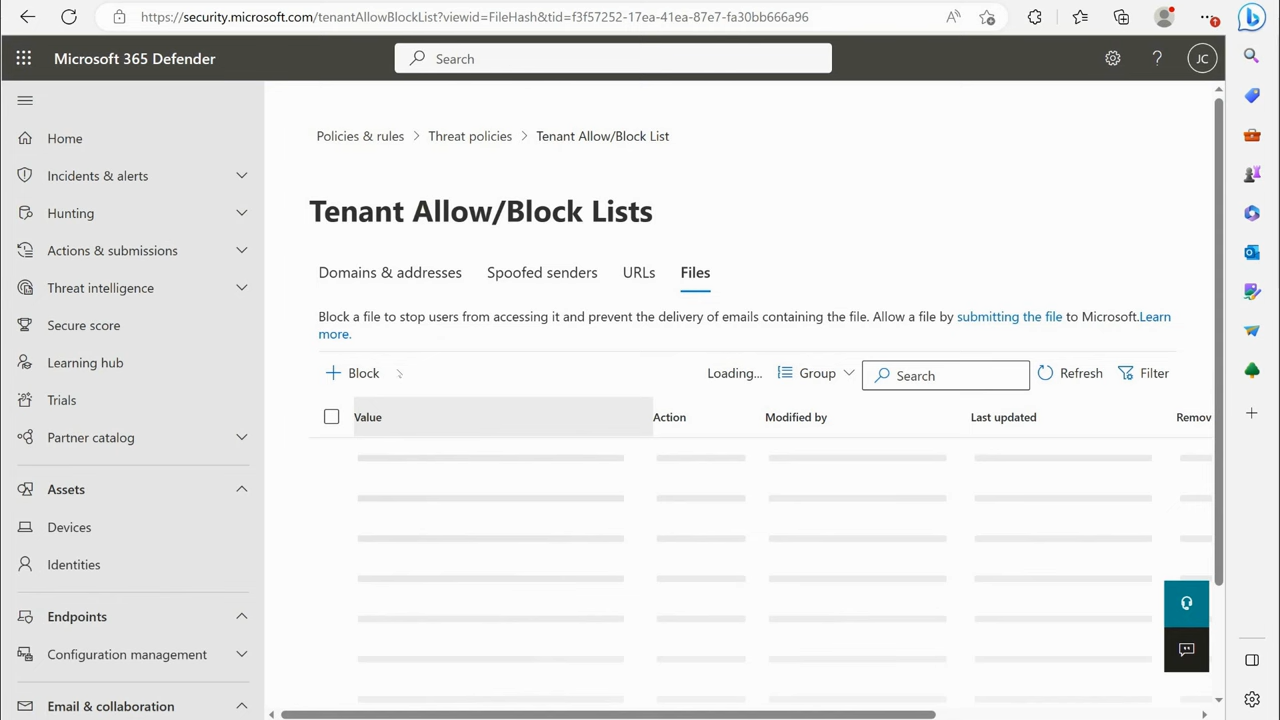 https://security.microsoft.com/tenantAllowBlockList?viewid=FileHash&tid=f3f57252-17ea-41ea-87e7-fa30bb666a96
Microsoft 365 Defender
Search
JC
Home
Incidents & alerts
Hunting
Actions & submissions
Threat intelligence
Secure score
Learning hub
Trials
Partner catalog
Assets
Devices
Identities
Endpoints
Configuration management
Email & collaboration
Policies & rules
Threat policies
Tenant Allow/Block List
Tenant Allow/Block Lists
Domains & addresses
Spoofed senders
URLs
Files
Block a file to stop users from accessing it and prevent the delivery of emails containing the file. Allow a file by submitting the file to Microsoft.Learn
more.
Block
Loading...
Group
Search
Refresh
Filter
Value
Action
Modified by
Last updated
Remov